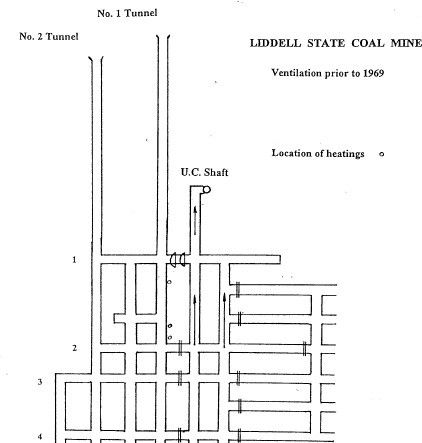 No. 1 Tunnel
No. 2 Tunnel
LIDDELL STATE COAL MINE
Ventilation prior to 1969
Location of heatings
U.C. Shaft
1
2
3
4